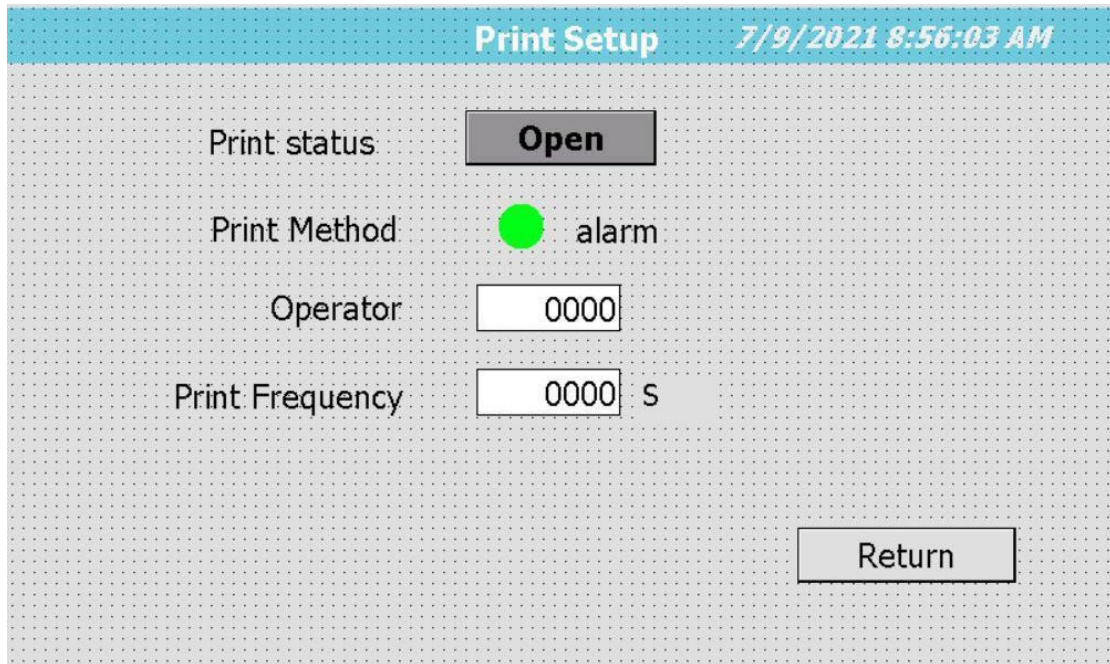 Print Setup 7/9/2021 8:56:03 AM
Print status Open
Print Method alarm
Operator 0000
Print Frequency 0000 S
Return